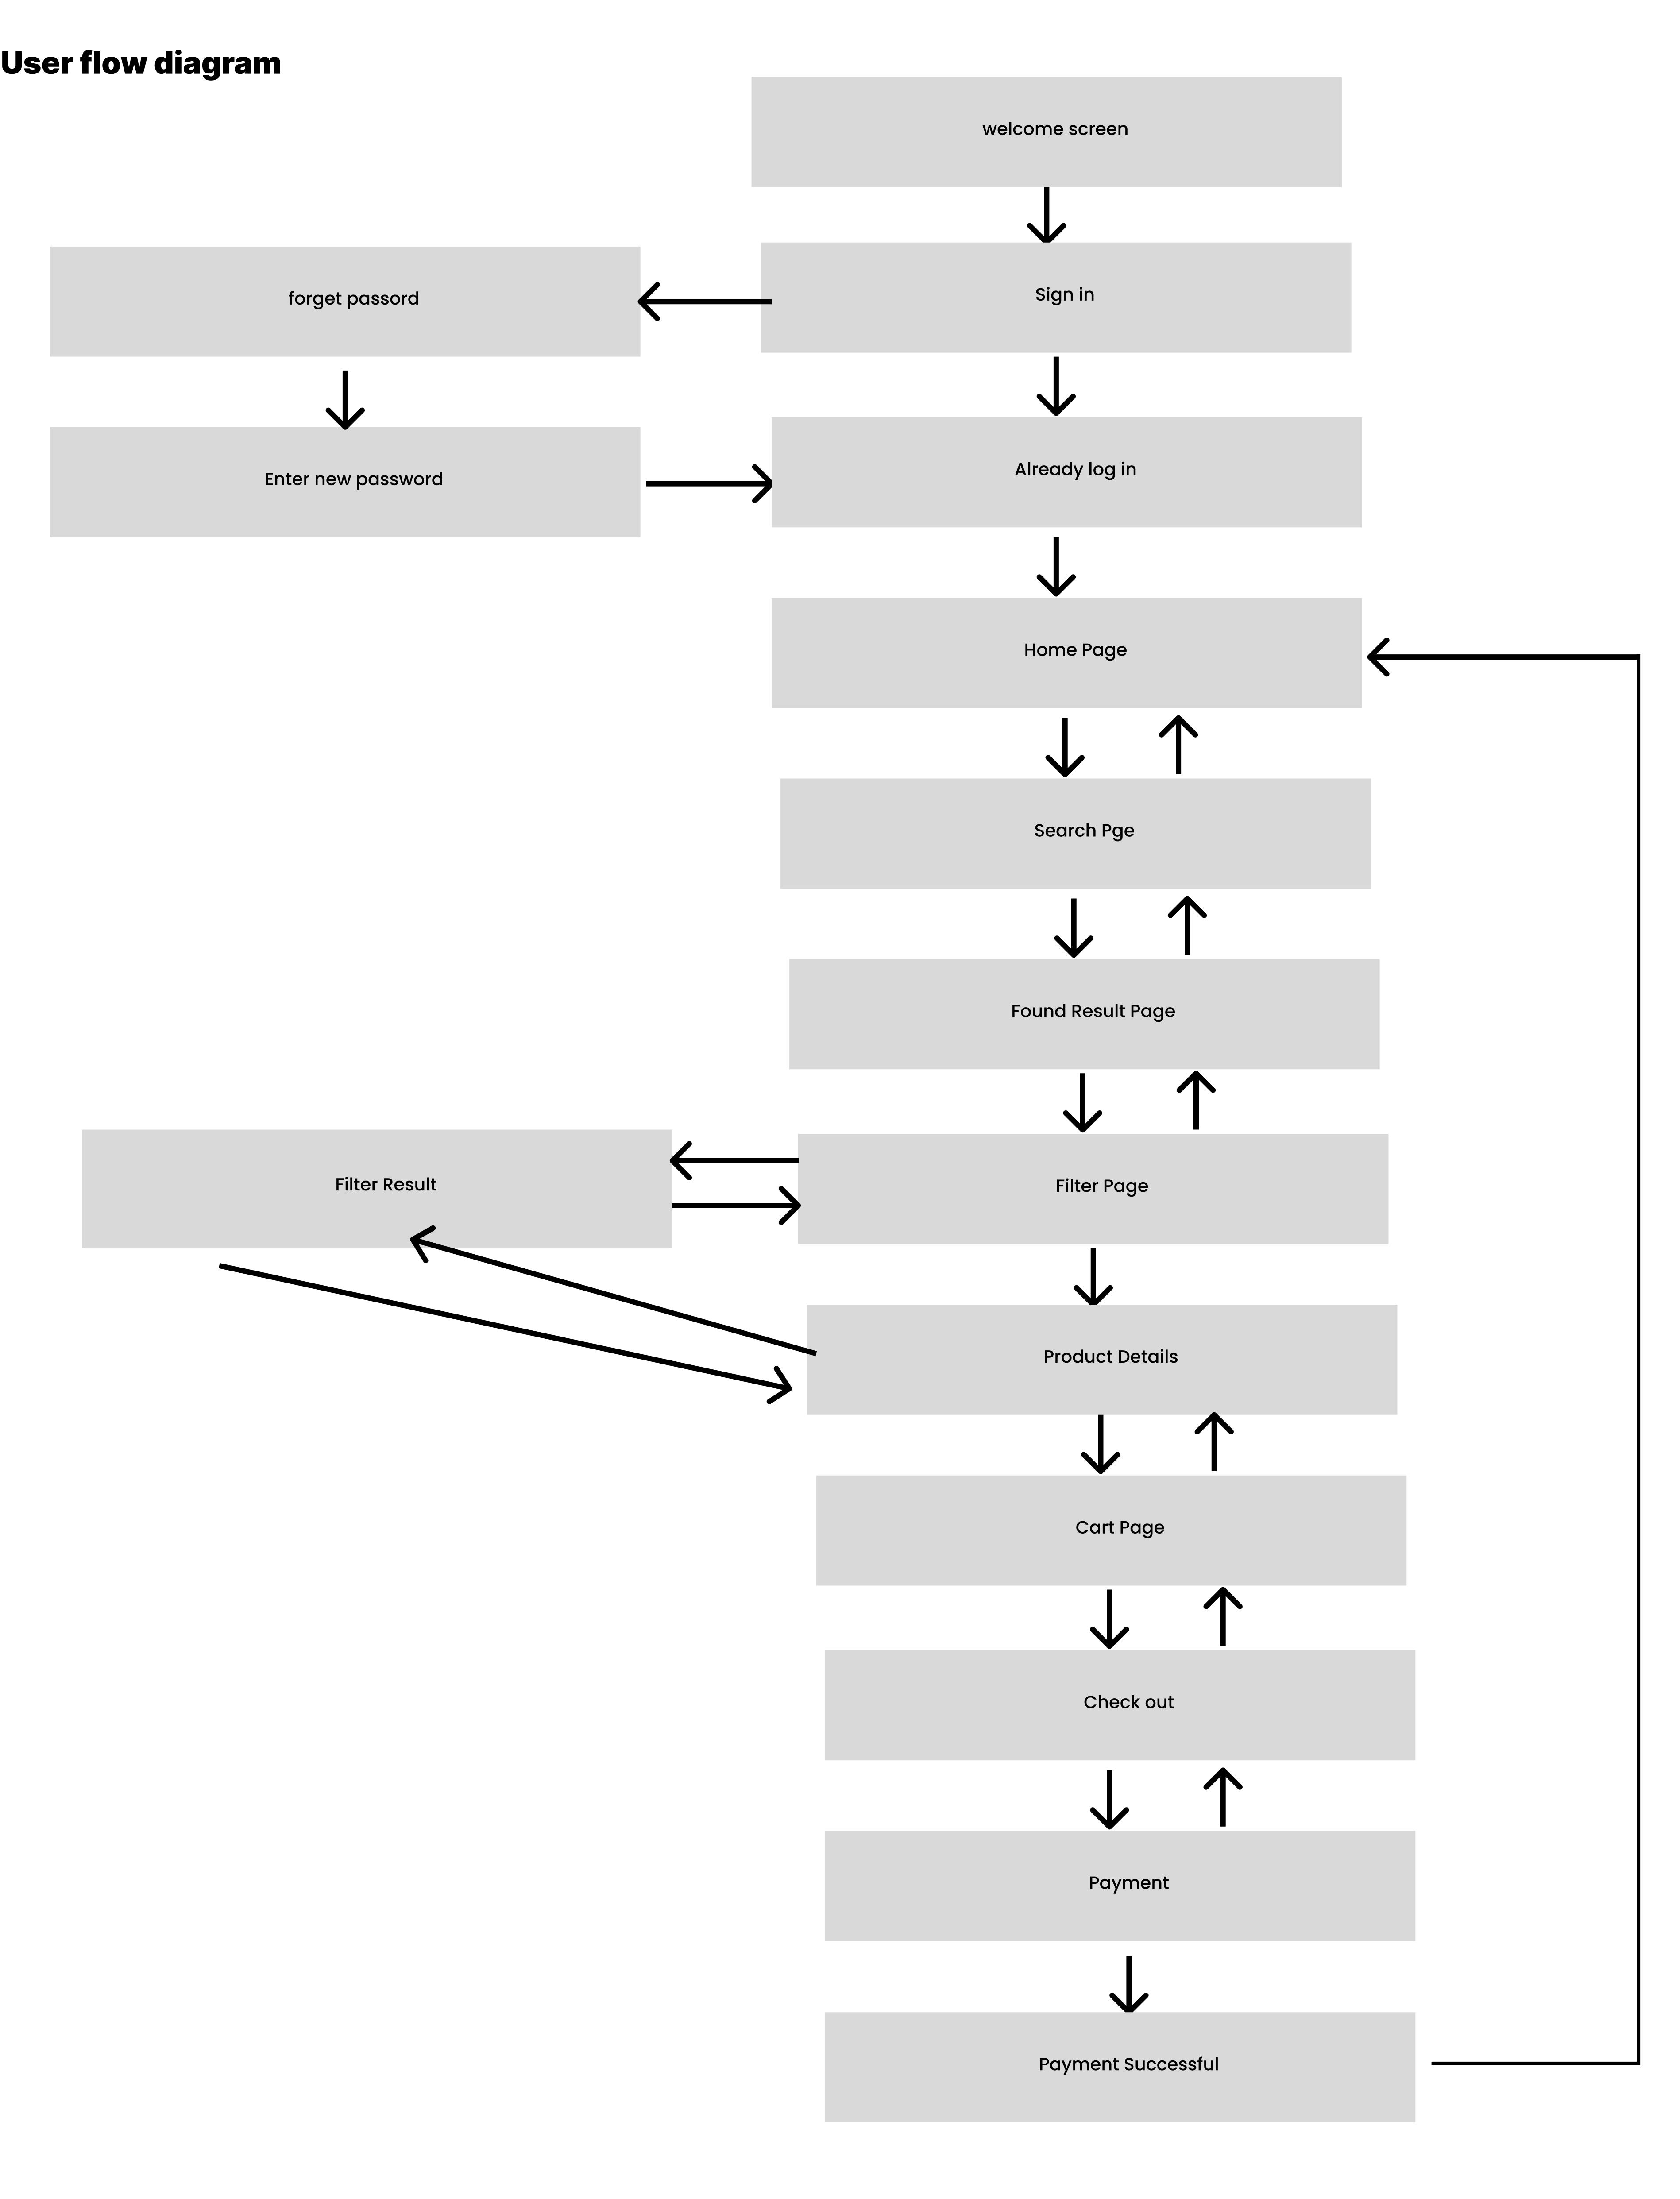 User flow diagram
welcome screen
forget passord
Sign in
Enter new password
Already log in
Home Page
Search Pge
Found Result Page
Filter Result
Filter Page
Product Details
Cart Page
Check out
Payment
Payment Successful